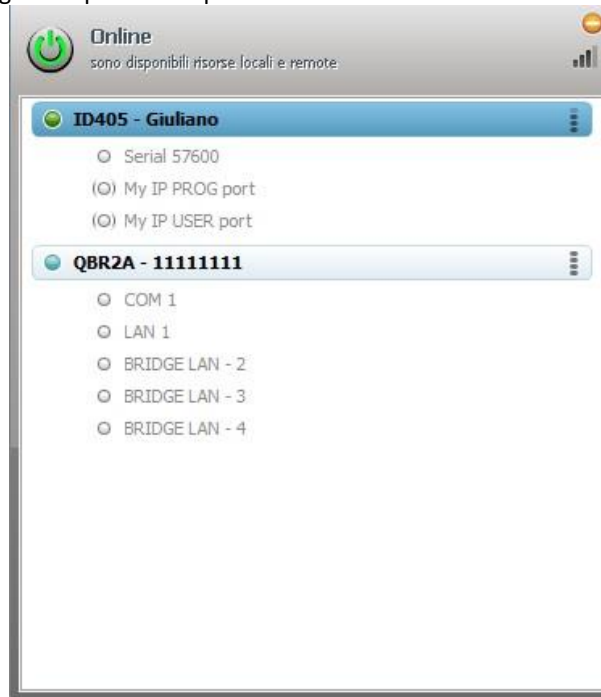 Online
sono disponibili risorse locali e remote
ID405 - Giuliano
Serial 57600
(O) My IP PROG port
(O) My IP USER port
QBR2A - 11111111
COM 1
LAN 1
BRIDGE LAN - 2
BRIDGE LAN - 3
BRIDGE LAN - 4